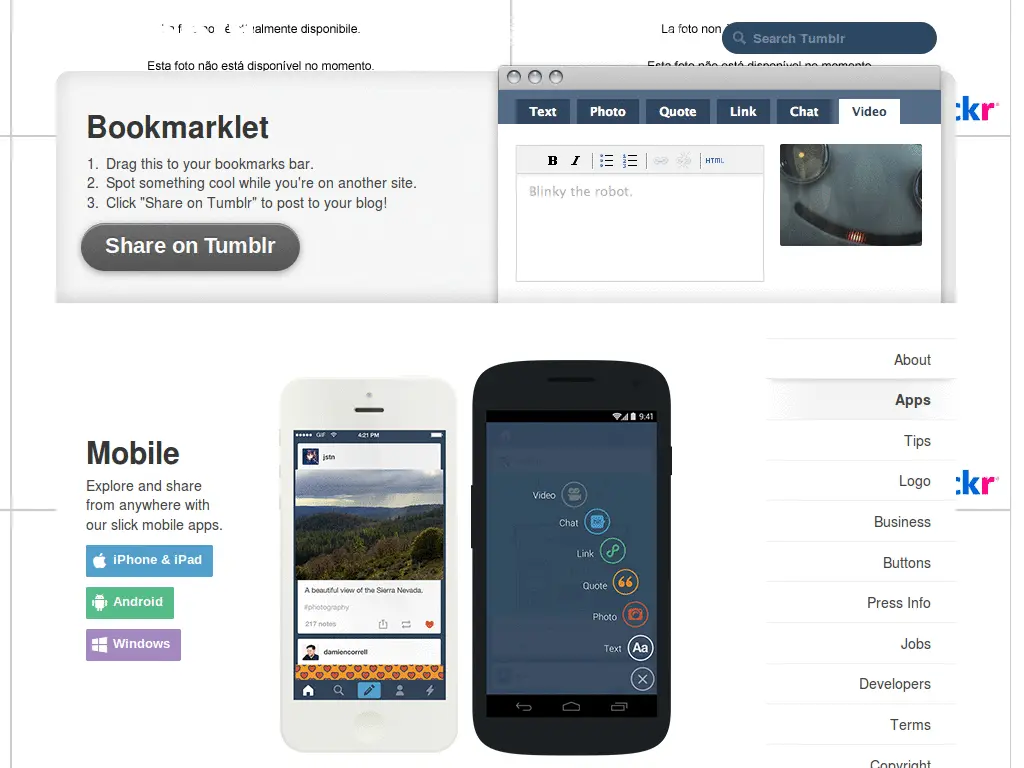 disponibile.
La foto non
Search Tumblr
Esta foto não está disponível no momento.
Esta foto não está disponível no momento.
Text
Photo
Quote
Link
Chat
Video
Bookmarklet
1. Drag this to your bookmarks bar.
2. Spot something cool while you're on another site.
3. Click "Share on Tumblr" to post to your blog!
Share on Tumblr
B I HTML
Blinky the robot.
ckr
About
Apps
Tips
Logo
Business
Buttons
Press Info
Jobs
Developers
Terms
Copyright
Mobile
Explore and share
from anywhere with
our slick mobile apps.
iPhone & iPad
Android
Windows
GIF 4:21 PM
jstn
A beautiful view of the Sierra Nevada.
#photography
217 notes
damiencorrell
9:41
Video
Chat
Link
Quote
Photo
Text Aa
ckr